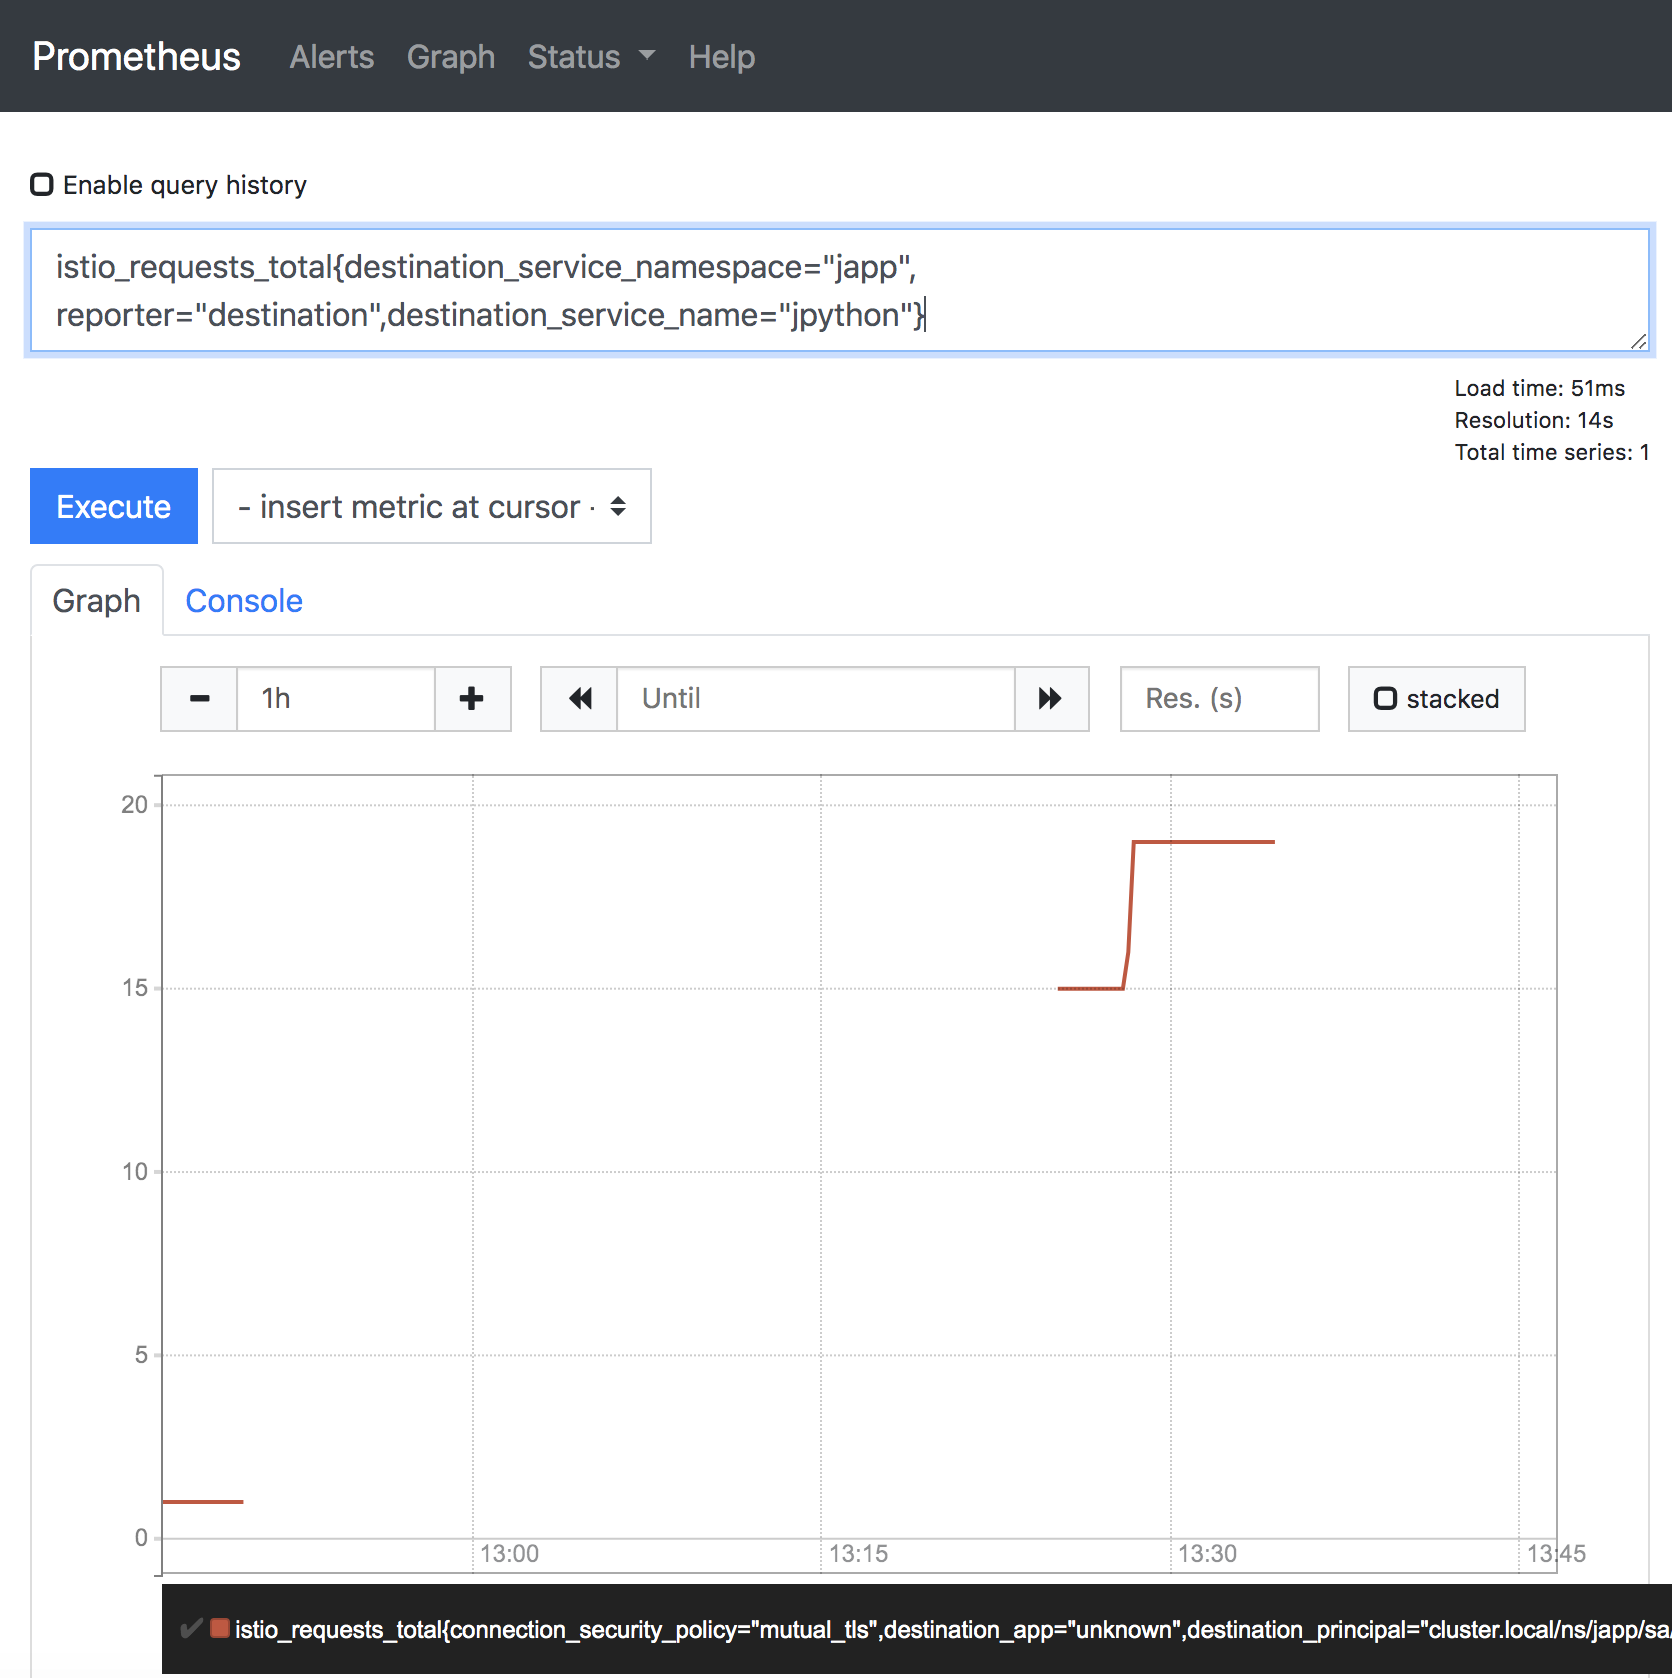 Prometheus Alerts Graph Status Help
Enable query history
istio_requests_total{destination_service_namespace="japp",
reporter="destination",destination_service_name="jpython"}
Load time: 51ms
Resolution: 14s
Total time series: 1
Execute - insert metric at cursor -
Graph Console
1h Until Res. (s) stacked
20
15
10
5
0
13:00 13:15 13:30 13:45
istio_requests_total{connection_security_policy="mutual_tls",destination_app="unknown",destination_principal="cluster.local/ns/japp/sa/